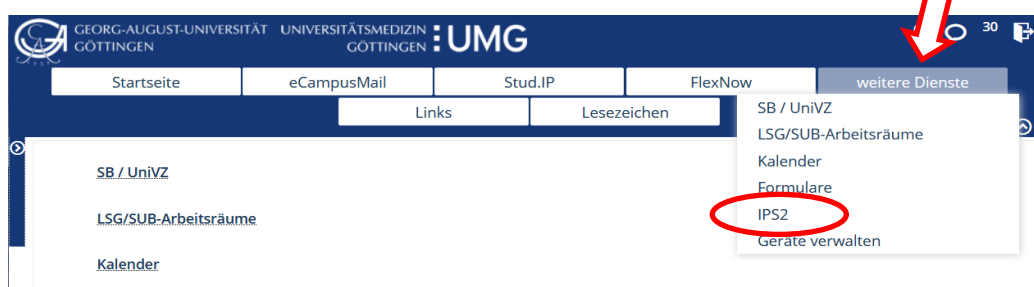 GEORG-AUGUST-UNIVERSITÄT
GÖTTINGEN
UNIVERSITÄTSMEDIZIN
GÖTTINGEN
UMG
30
Startseite
eCampusMail
Stud.IP
FlexNow
weitere Dienste
Links
Lesezeichen
SB / UniVZ
LSG/SUB-Arbeitsräume
Kalender
Formulare
IPS2
Geräte verwalten
SB / UniVZ
LSG/SUB-Arbeitsräume
Kalender